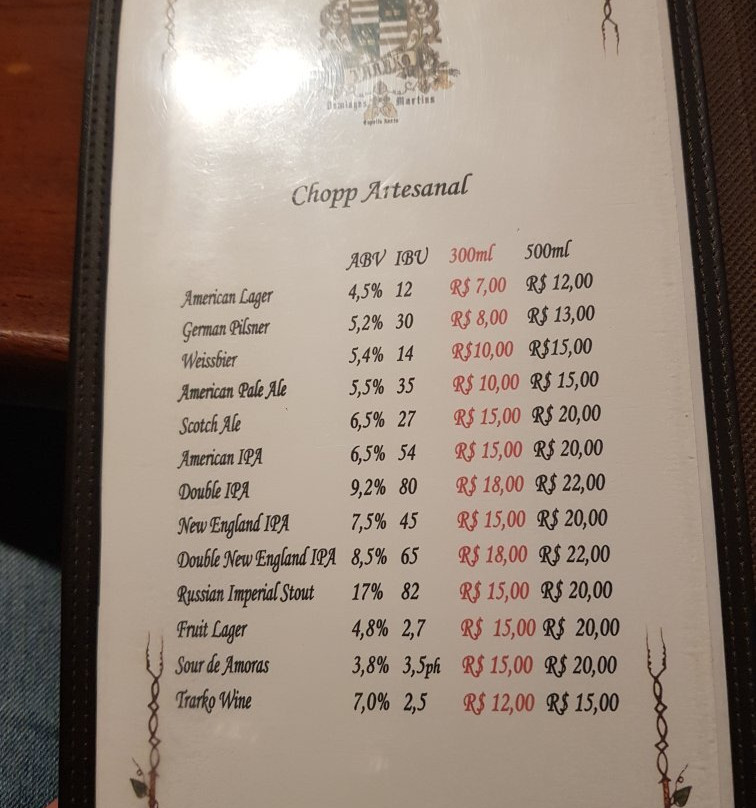 TRARKO
Domingos Martins
Espírito Santo
Chopp Artesanal
ABV IBU 300ml 500ml
American Lager 4,5% 12 R$ 7,00 R$ 12,00
German Pilsner 5,2% 30 R$ 8,00 R$ 13,00
Weissbier 5,4% 14 R$10,00 R$15,00
American Pale Ale 5,5% 35 R$ 10,00 R$ 15,00
Scotch Ale 6,5% 27 R$ 15,00 R$ 20,00
American IPA 6,5% 54 R$ 15,00 R$ 20,00
Double IPA 9,2% 80 R$ 18,00 R$ 22,00
New England IPA 7,5% 45 R$ 15,00 R$ 20,00
Double New England IPA 8,5% 65 R$ 18,00 R$ 22,00
Russian Imperial Stout 17% 82 R$ 15,00 R$ 20,00
Fruit Lager 4,8% 2,7 R$ 15,00 R$ 20,00
Sour de Amoras 3,8% 3,5ph R$ 15,00 R$ 20,00
Trarko Wine 7,0% 2,5 R$ 12,00 R$ 15,00